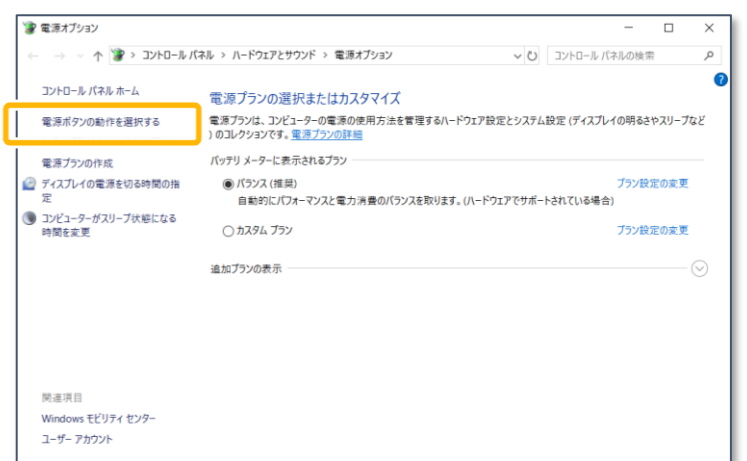 電源オプション
コントロール パネル > ハードウェアとサウンド > 電源オプション
コントロール パネルの検索
コントロール パネル ホーム
電源ボタンの動作を選択する
電源プランの作成
ディスプレイの電源を切る時間の指
定
コンピューターがスリープ状態になる
時間を変更
電源プランの選択またはカスタマイズ
電源プランは、コンピューターの電源の使用方法を管理するハードウェア設定とシステム設定 (ディスプレイの明るさやスリープなど
) のコレクションです。電源プランの詳細
バッテリ メーターに表示されるプラン
バランス (推奨) プラン設定の変更
自動的にパフォーマンスと電力消費のバランスを取ります。(ハードウェアでサポートされている場合)
カスタム プラン プラン設定の変更
追加プランの表示
関連項目
Windows モビリティ センター
ユーザー アカウント